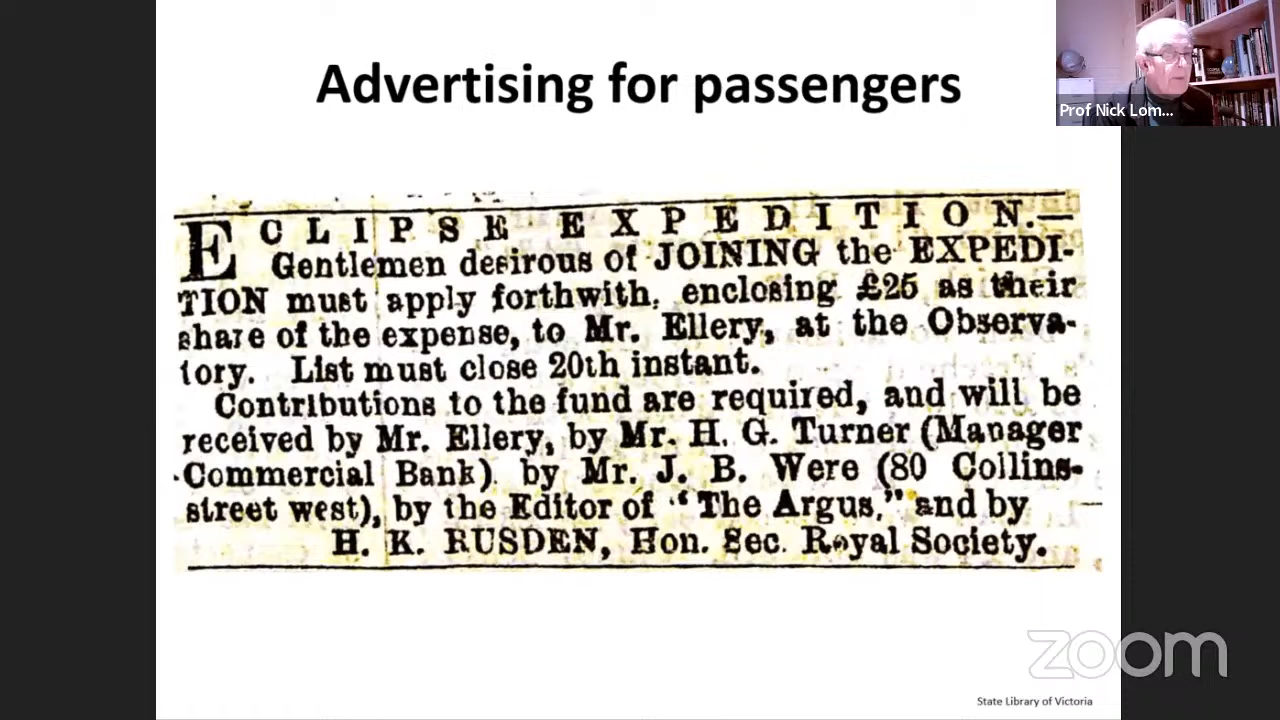 Advertising for passengers
Prof Nick Lom...
ECLIPSE EXPEDITION.—
Gentlemen desirous of JOINING the EXPEDI-
TION must apply forthwith, enclosing £25 as their
share of the expense, to Mr. Ellery, at the Observa-
tory. List must close 20th instant.
Contributions to the fund are required, and will be
received by Mr. Ellery, by Mr. H. G. Turner (Manager
Commercial Bank) by Mr. J. B. Were (80 Collins-
street west), by the Editor of "The Argus," and by
H. K. RUSDEN, Hon. Sec. Royal Society.
zoom
State Library of Victoria